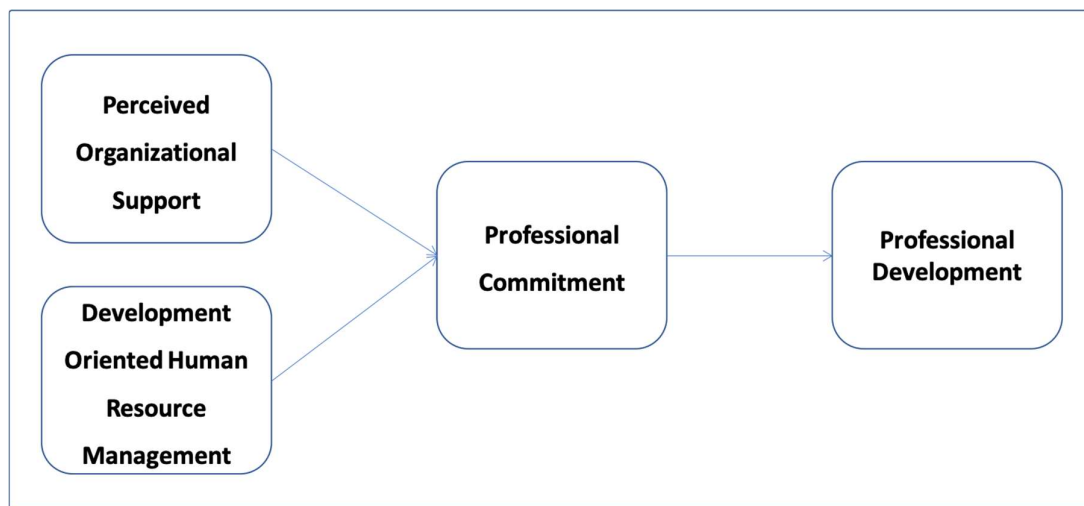 Perceived
Organizational
Support
Development
Oriented Human
Resource
Management
Professional
Commitment
Professional
Development